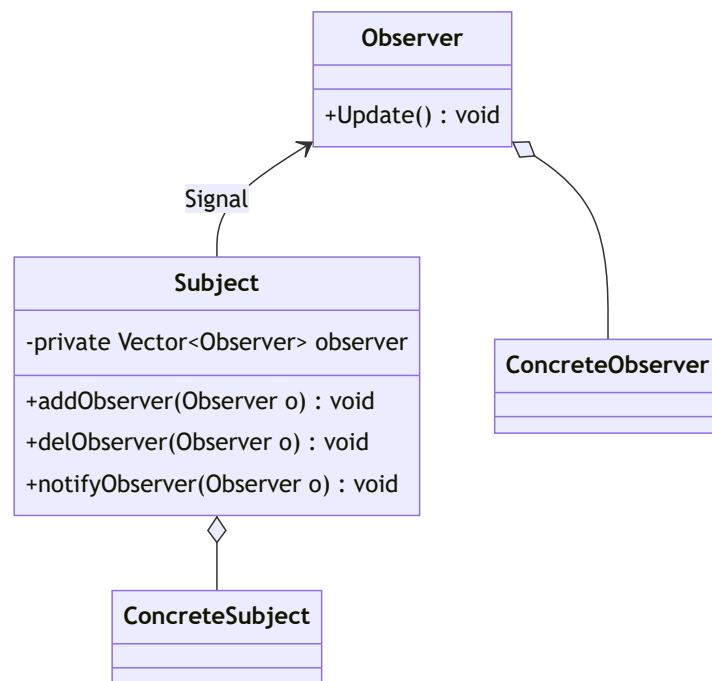 Observer
+Update() : void
Signal
Subject
-private Vector<Observer> observer
+addObserver(Observer o) : void
+delObserver(Observer o) : void
+notifyObserver(Observer o) : void
ConcreteObserver
ConcreteSubject